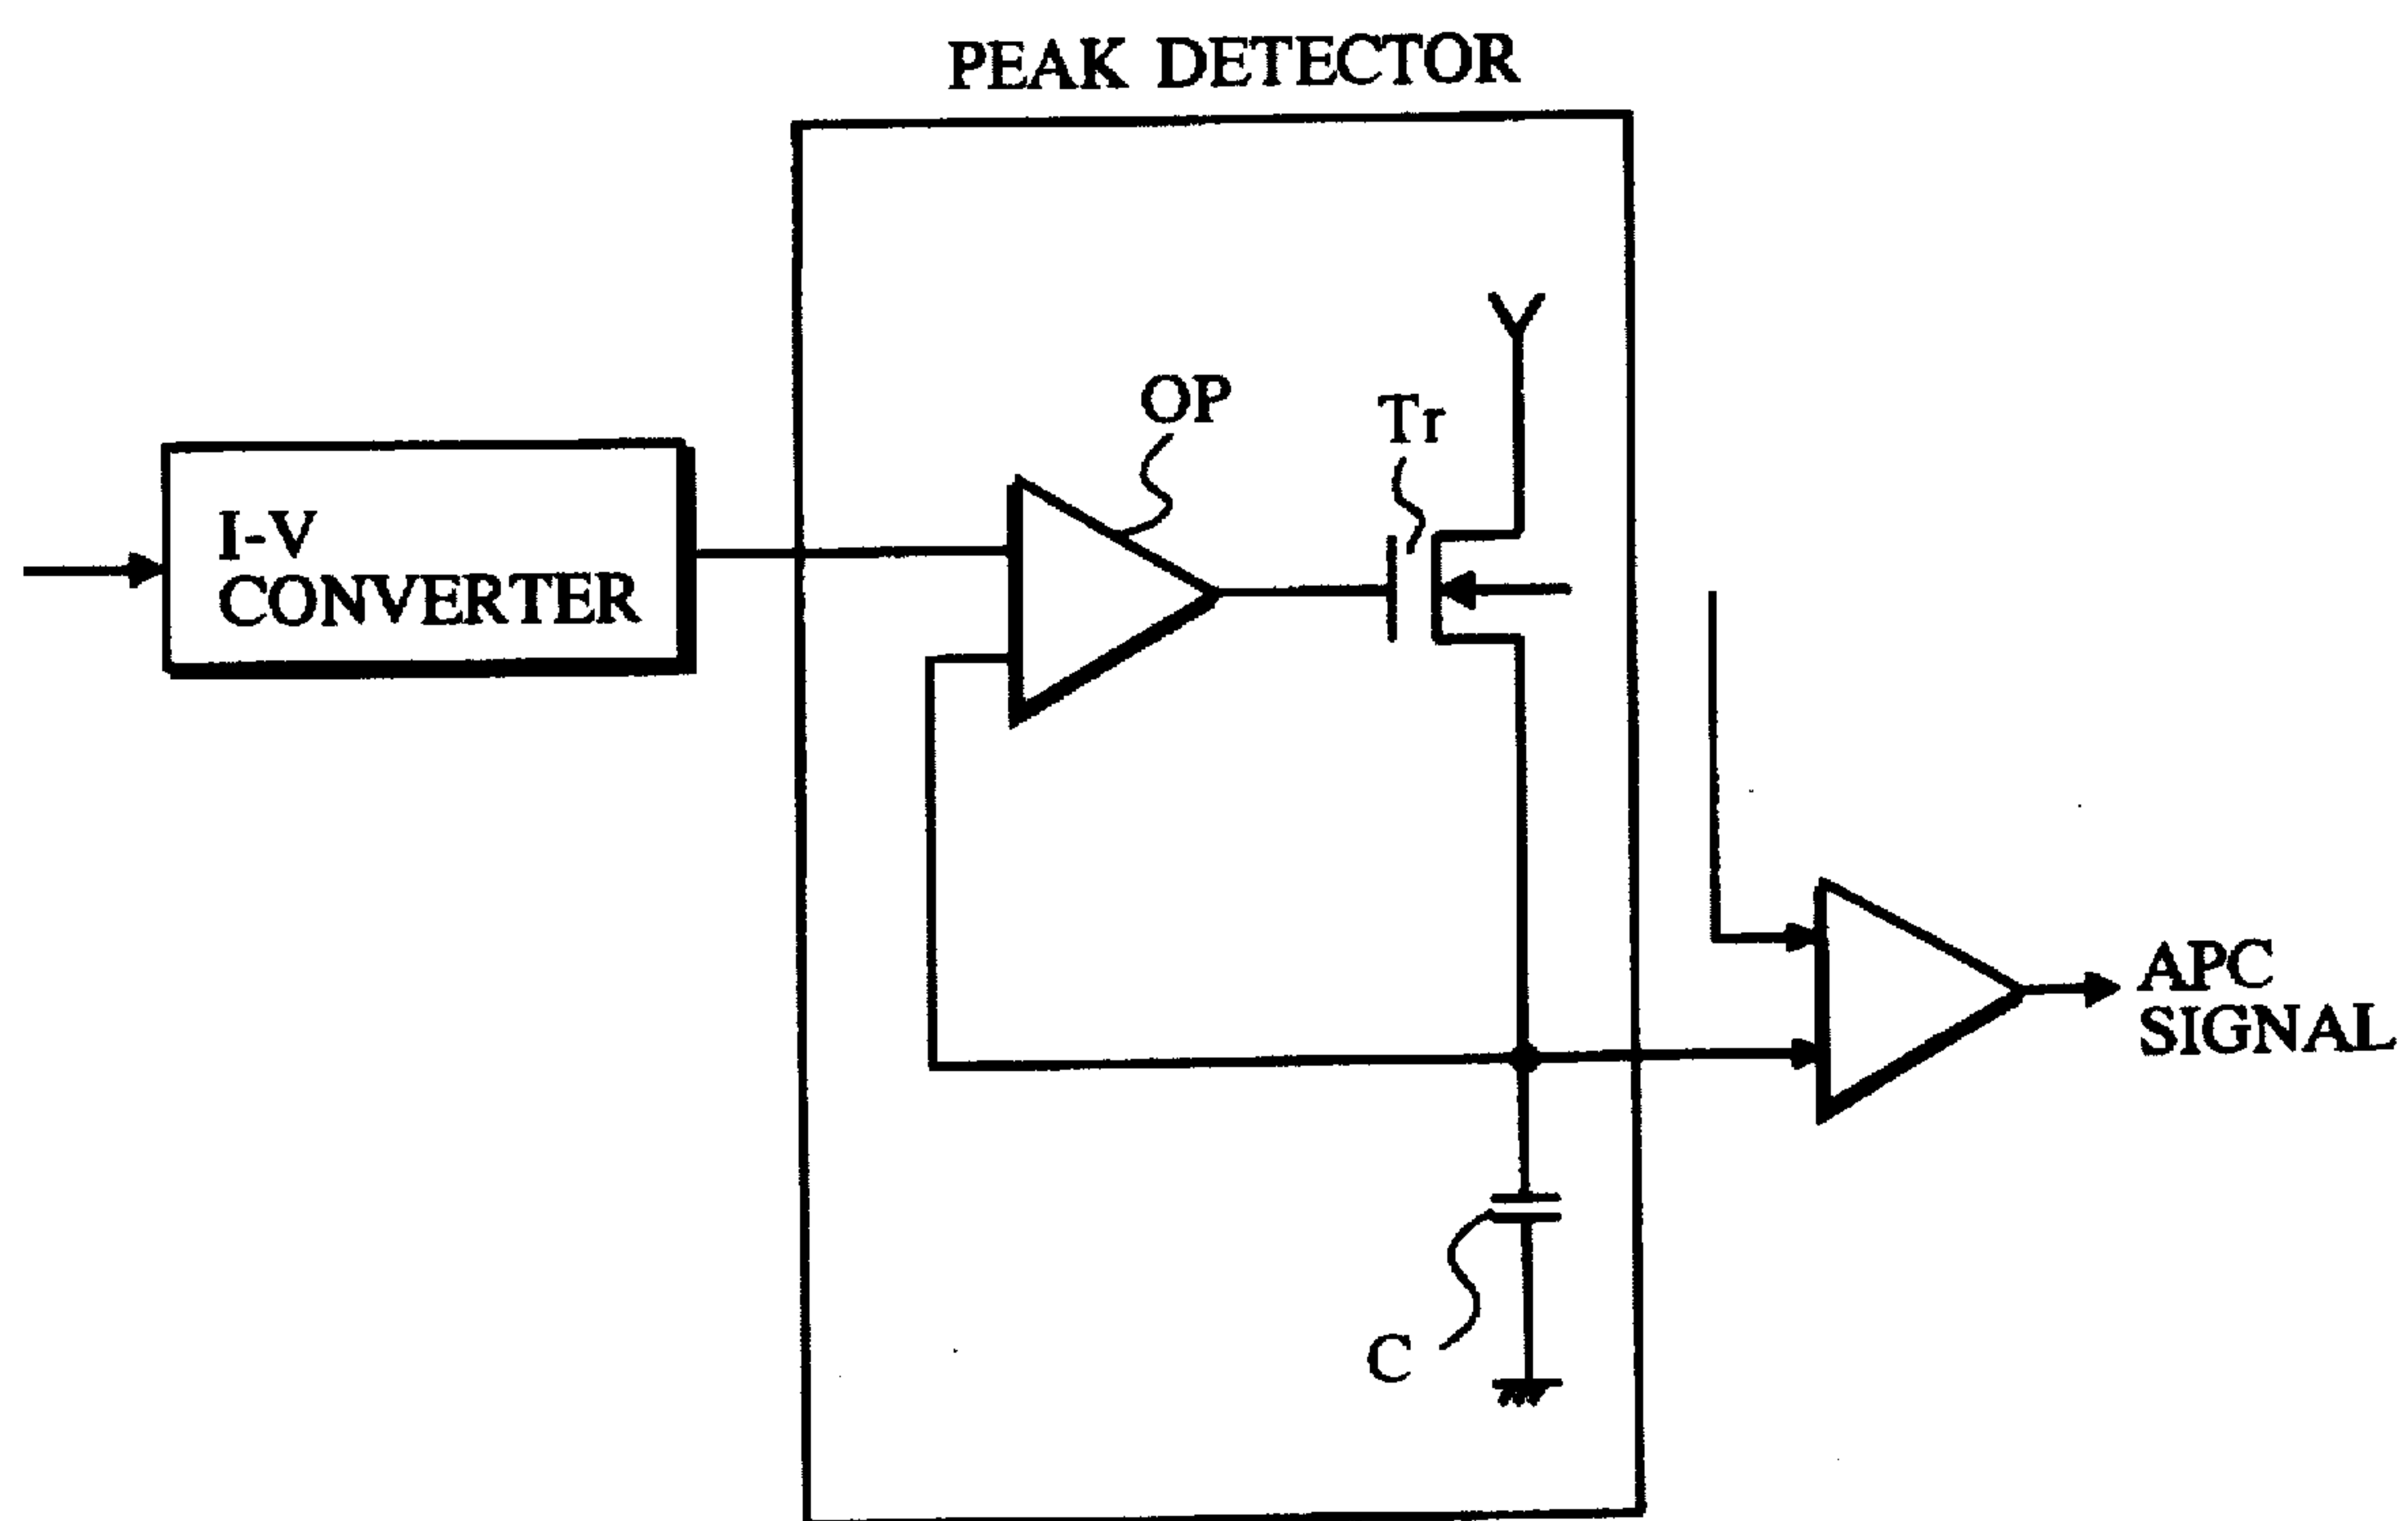 PEAK DETECTOR
OP
Tr
I-V
CONVERTER
APC
SIGNAL
C